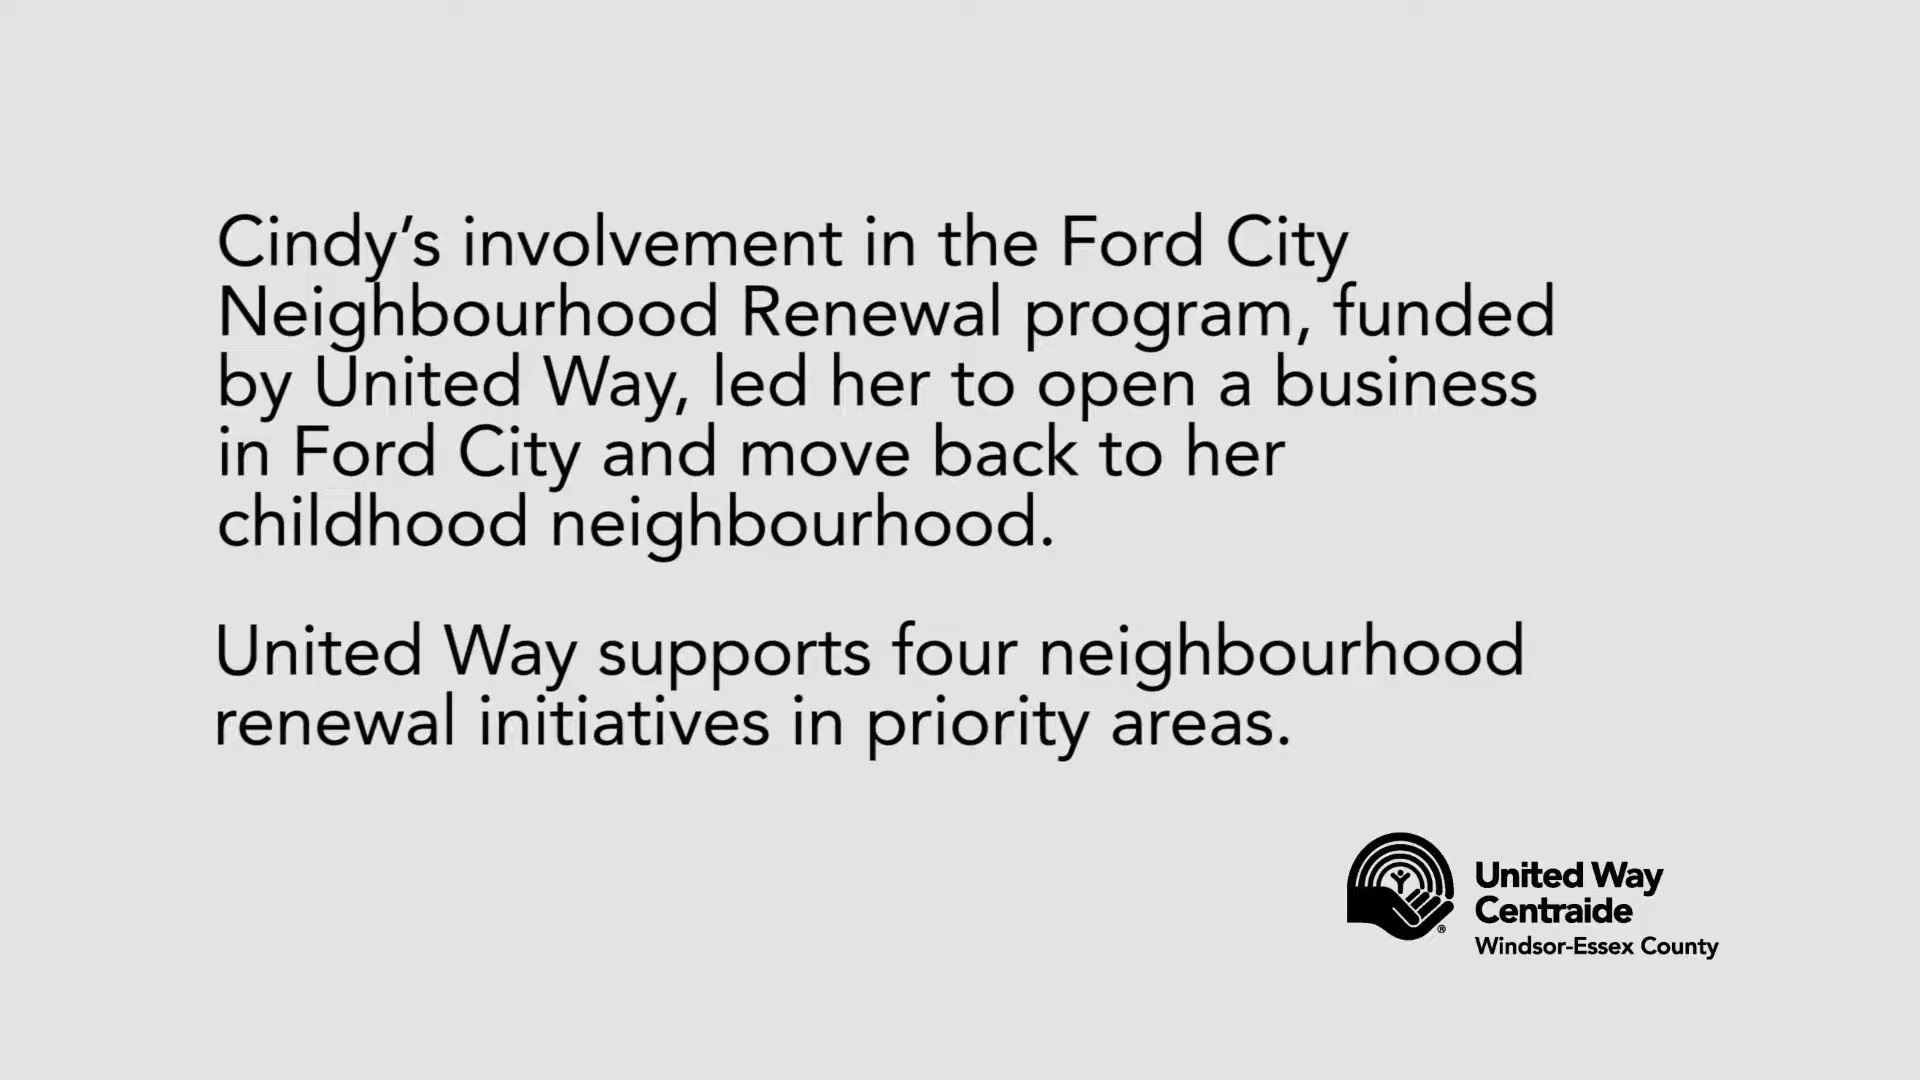 Cindy’s involvement in the Ford City
Neighbourhood Renewal program, funded
by United Way, led her to open a business
in Ford City and move back to her
childhood neighbourhood.
United Way supports four neighbourhood
renewal initiatives in priority areas.
United Way
Centraide
Windsor-Essex County
®